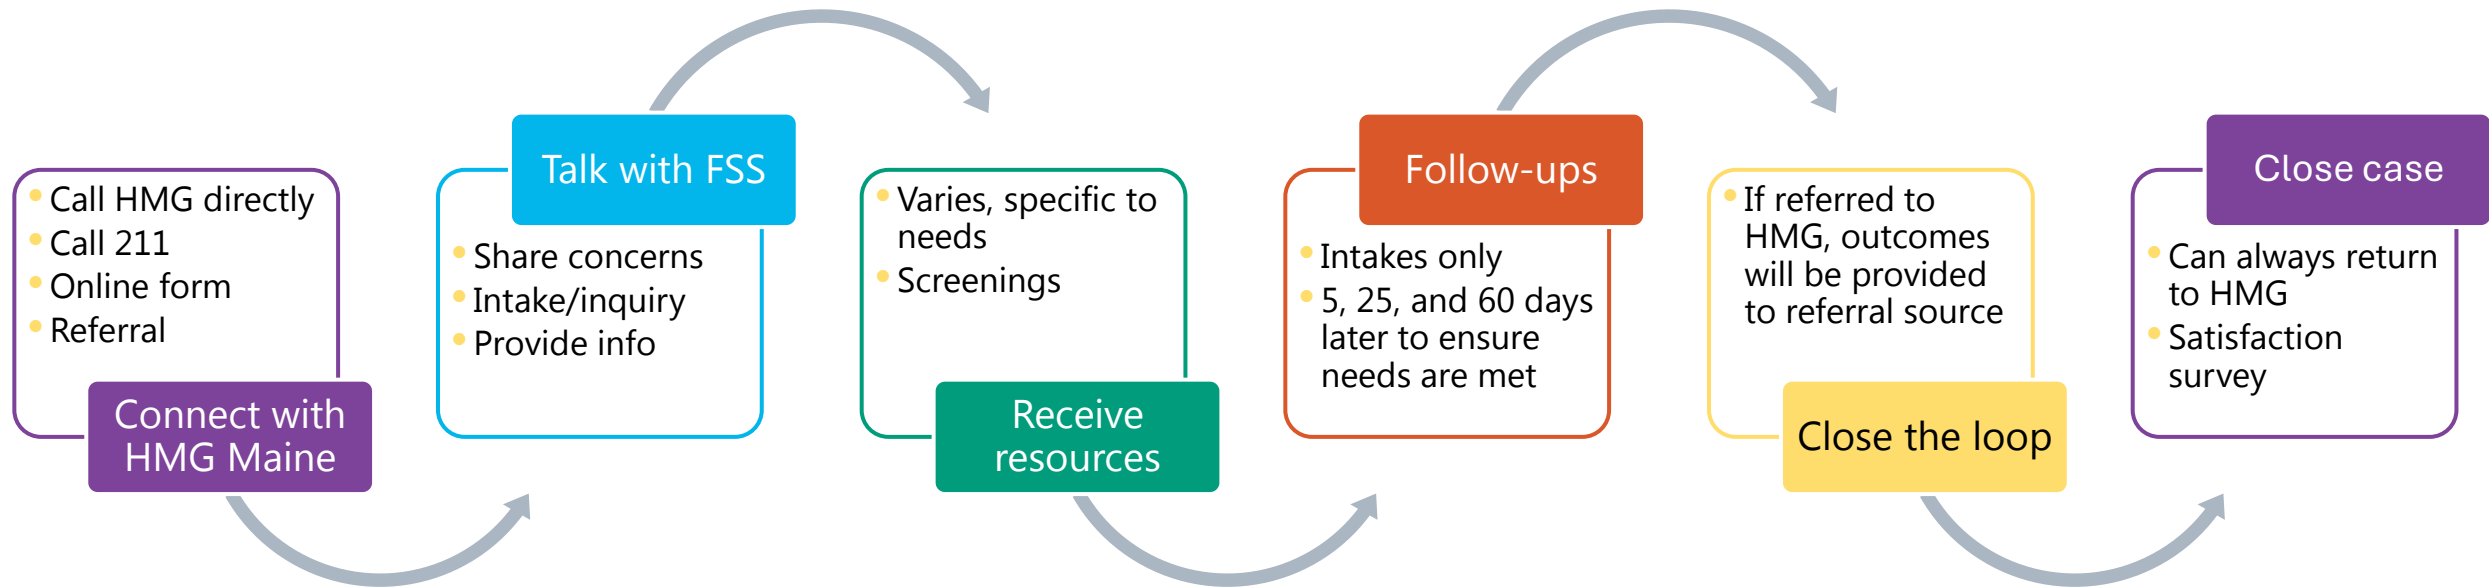 Call HMG directly
Call 211
Online form
Referral
Connect with
HMG Maine
Talk with FSS
Share concerns
Intake/inquiry
Provide info
Varies, specific to
needs
Screenings
Receive
resources
Follow-ups
Intakes only
5, 25, and 60 days
later to ensure
needs are met
If referred to
HMG, outcomes
will be provided
to referral source
Close the loop
Close case
Can always return
to HMG
Satisfaction
survey